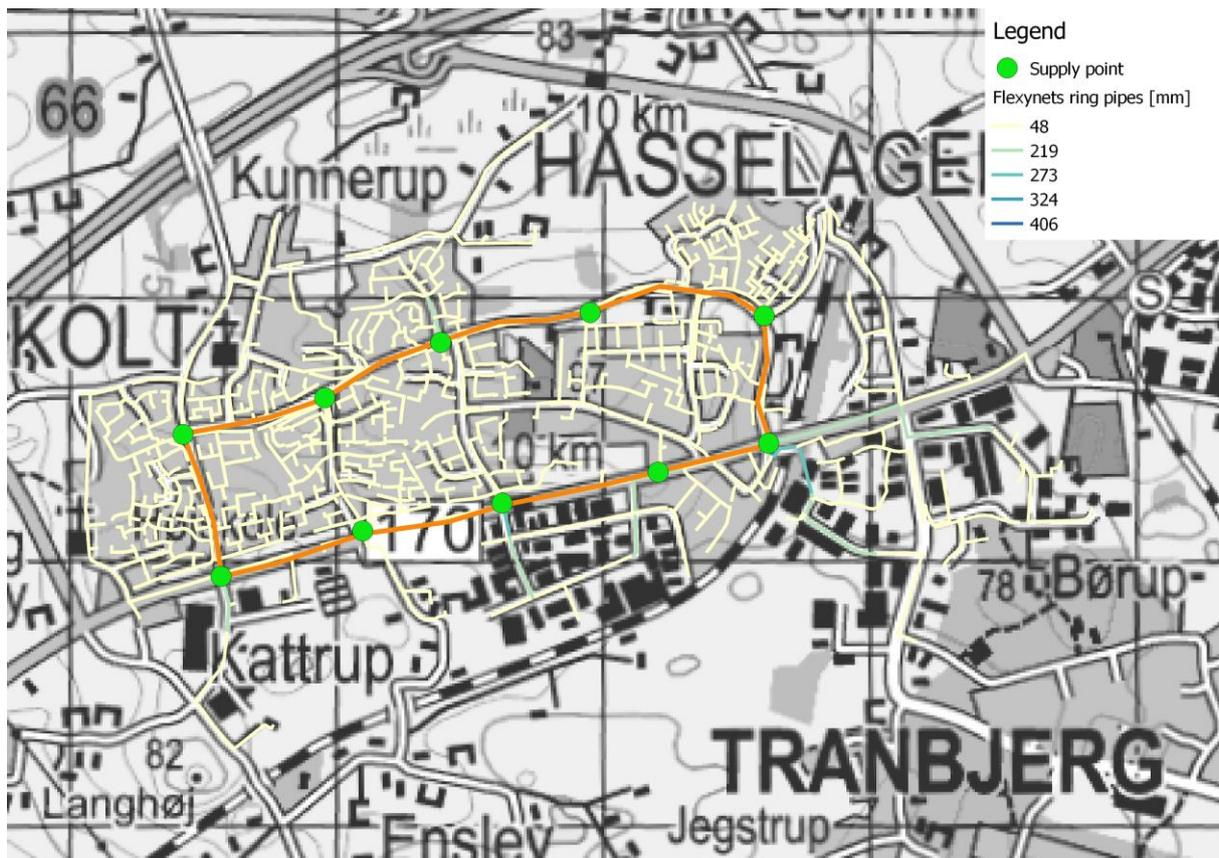 Legend
Supply point
Flexynets ring pipes [mm]
48
219
273
324
406
83
66
10 km
HASSELAGE
Kunnerup
S
KOLT
67
10 km
170
78
Børup
Kattrup
82
TRANBJERG
Langhøj
Jegstrup
Enslev